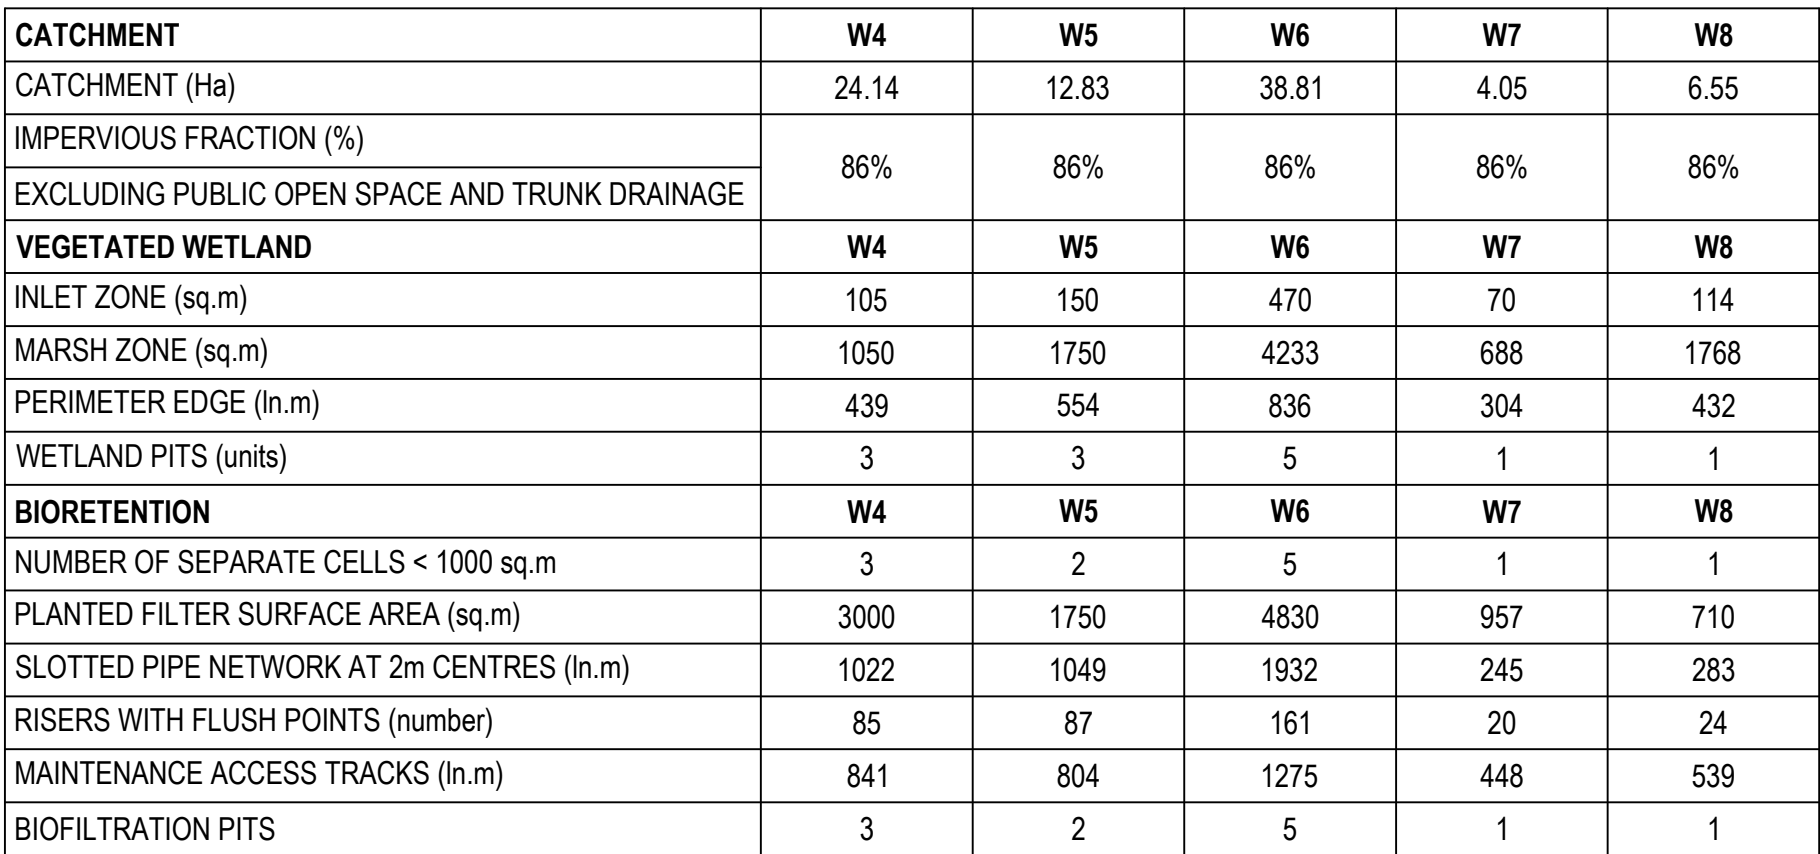 CATCHMENT W4 W5 W6 W7 W8
CATCHMENT (Ha) 24.14 12.83 38.81 4.05 6.55
IMPERVIOUS FRACTION (%)
86% 86% 86% 86% 86%
EXCLUDING PUBLIC OPEN SPACE AND TRUNK DRAINAGE
VEGETATED WETLAND W4 W5 W6 W7 W8
INLET ZONE (sq.m) 105 150 470 70 114
MARSH ZONE (sq.m) 1050 1750 4233 688 1768
PERIMETER EDGE (ln.m) 439 554 836 304 432
WETLAND PITS (units) 3 3 5 1 1
BIORETENTION W4 W5 W6 W7 W8
NUMBER OF SEPARATE CELLS < 1000 sq.m 3 2 5 1 1
PLANTED FILTER SURFACE AREA (sq.m) 3000 1750 4830 957 710
SLOTTED PIPE NETWORK AT 2m CENTRES (ln.m) 1022 1049 1932 245 283
RISERS WITH FLUSH POINTS (number) 85 87 161 20 24
MAINTENANCE ACCESS TRACKS (ln.m) 841 804 1275 448 539
BIOFILTRATION PITS 3 2 5 1 1